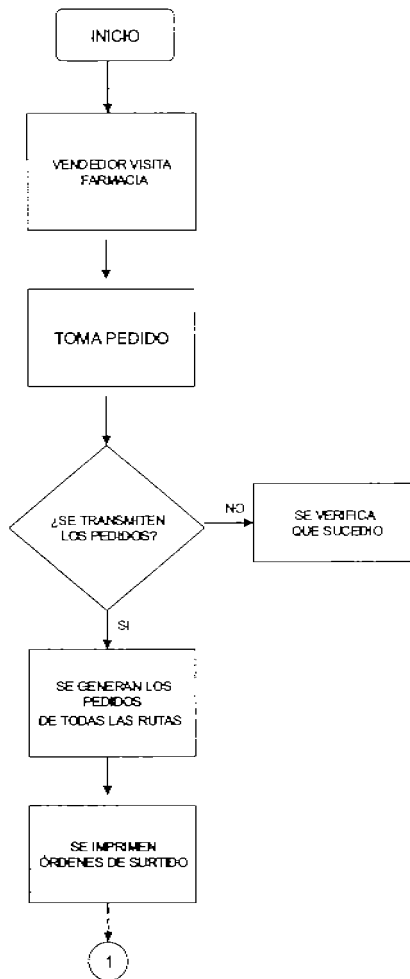 INICIO
VENDEDOR VISITA
FARMACIA
TOMA PEDIDO
¿SE TRANSMITEN
LOS PEDIDOS?
NO
SE VERIFICA
QUE SUCEDIO
SI
SE GENERAN LOS
PEDIDOS
DE TODAS LAS RUTAS
SE IMPRIMEN
ÓRDENES DE SURTIDO
1